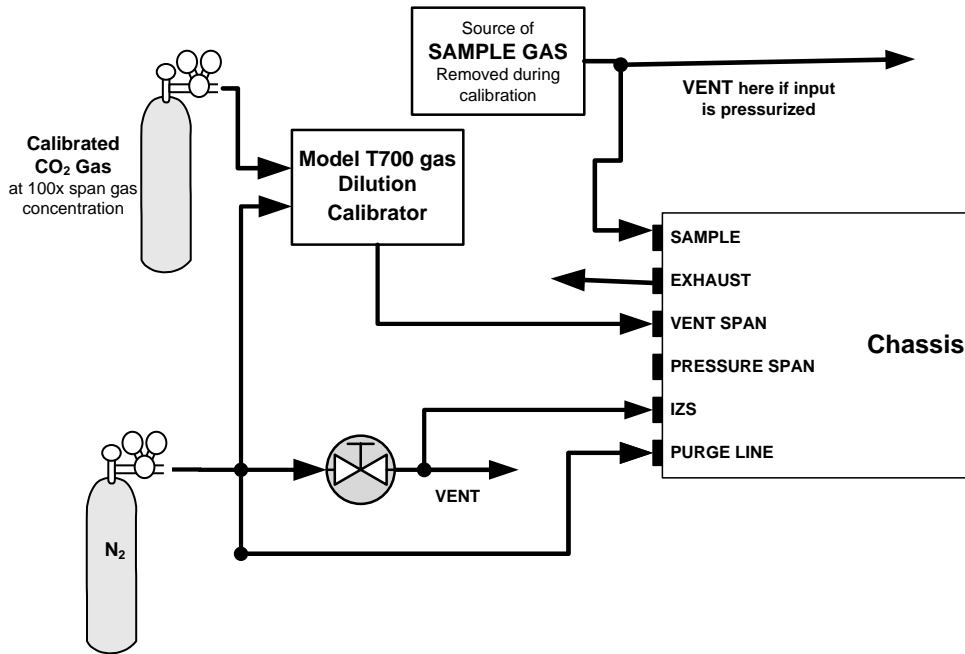 Source of
SAMPLE GAS
Removed during
calibration
VENT here if input
is pressurized
Calibrated
CO₂ Gas
at 100x span gas
concentration
Model T700 gas
Dilution
Calibrator
SAMPLE
EXHAUST
VENT SPAN
PRESSURE SPAN
IZS
PURGE LINE
Chassis
VENT
N₂